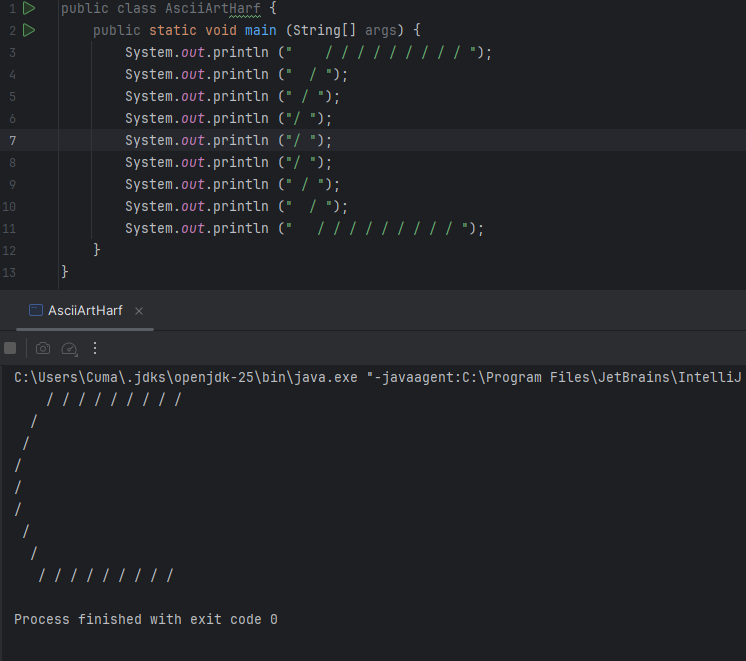 1 public class AsciiArtHarf {
2     public static void main (String[] args) {
3         System.out.println ("    / / / / / / / / / ");
4         System.out.println ("  / ");
5         System.out.println (" / ");
6         System.out.println ("/ ");
7         System.out.println ("/ ");
8         System.out.println ("/ ");
9         System.out.println (" / ");
10         System.out.println ("  / ");
11         System.out.println ("   / / / / / / / / / ");
12     }
13 }
AsciiArtHarf ×
C:\Users\Cuma\.jdks\openjdk-25\bin\java.exe "-javaagent:C:\Program Files\JetBrains\IntelliJ
    / / / / / / / / /
  /
 /
/
/
/
 /
  /
   / / / / / / / / /
Process finished with exit code 0